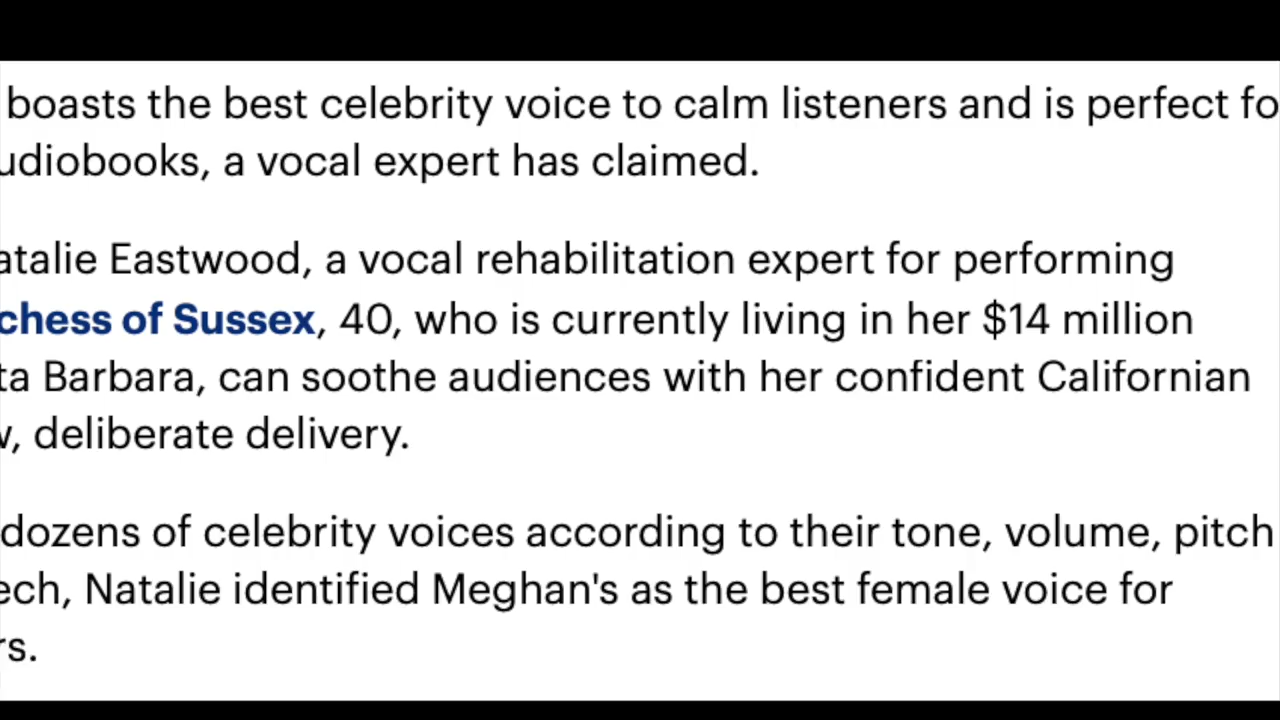 boasts the best celebrity voice to calm listeners and is perfect fo
udiobooks, a vocal expert has claimed.
atalie Eastwood, a vocal rehabilitation expert for performing
chess of Sussex, 40, who is currently living in her $14 million
ta Barbara, can soothe audiences with her confident Californian
w, deliberate delivery.
dozens of celebrity voices according to their tone, volume, pitch
ech, Natalie identified Meghan's as the best female voice for
rs.